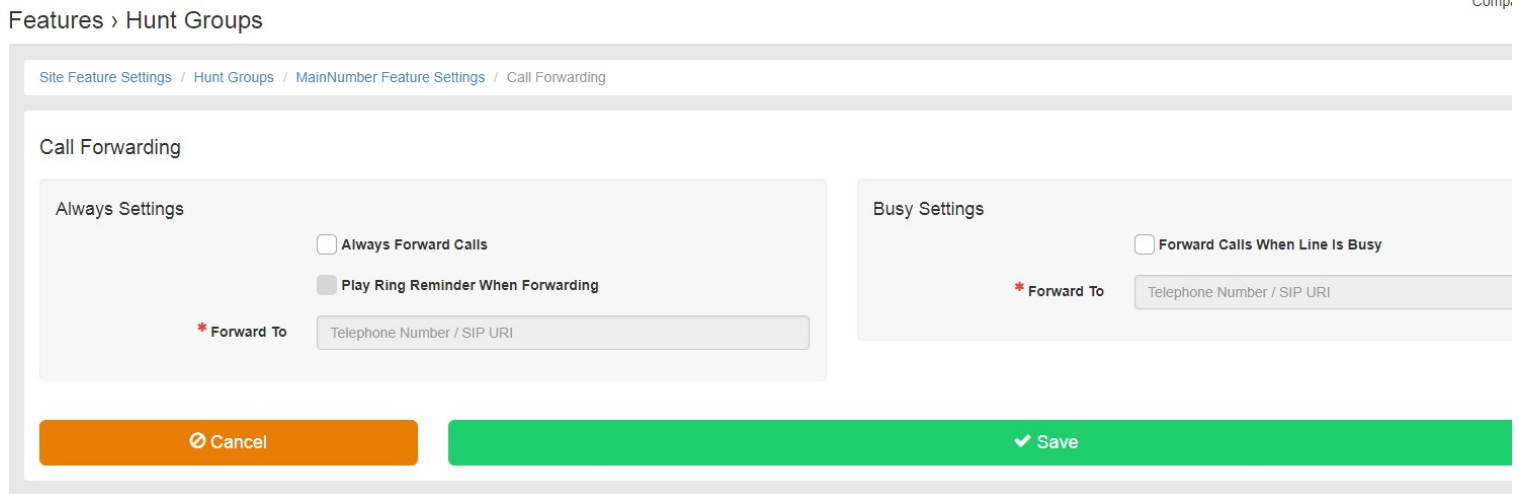 Features › Hunt Groups
Site Feature Settings / Hunt Groups / MainNumber Feature Settings / Call Forwarding
Call Forwarding
Always Settings
Always Forward Calls
Play Ring Reminder When Forwarding
* Forward To
Telephone Number / SIP URI
Busy Settings
Forward Calls When Line Is Busy
* Forward To
Telephone Number / SIP URI
Cancel
Save